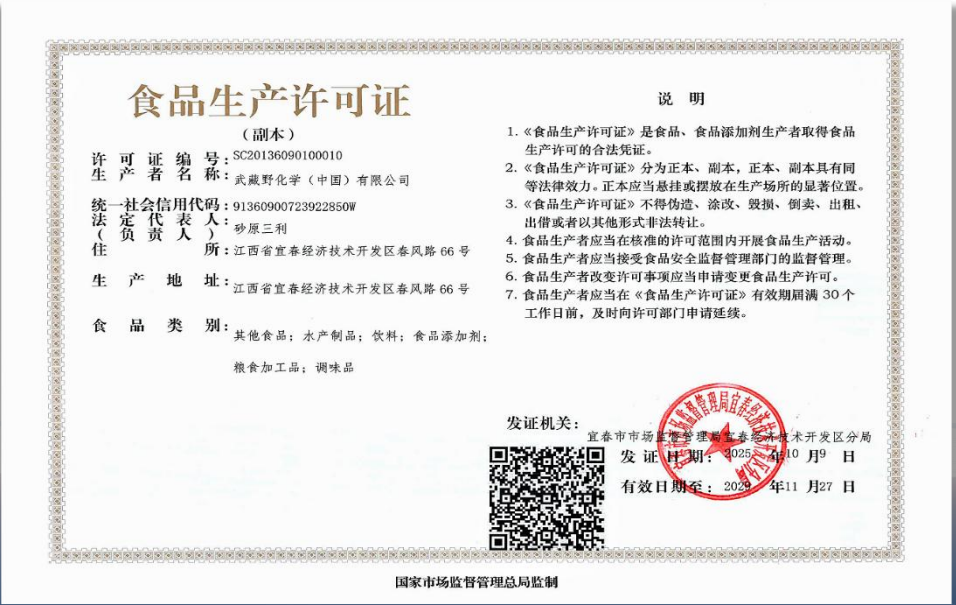 食品生产许可证
（副本）
许可证编号：SC20136090100010
生产者名称：武藏野化学（中国）有限公司
统一社会信用代码：91360900723922850W
法定代表人：
（负责人）砂原三利
住所：江西省宜春经济技术开发区春风路 66 号
生产地址：江西省宜春经济技术开发区春风路 66 号
食品类别：其他食品；水产制品；饮料；食品添加剂；
粮食加工品；调味品
说 明
1.《食品生产许可证》是食品、食品添加剂生产者取得食品
生产许可的合法凭证。
2.《食品生产许可证》分为正本、副本，正本、副本具有同
等法律效力。正本应当悬挂或摆放在生产场所的显著位置。
3.《食品生产许可证》不得伪造、涂改、毁损、倒卖、出租、
出借或者以其他形式非法转让。
4. 食品生产者应当在核准的许可范围内开展食品生产活动。
5. 食品生产者应当接受食品安全监督管理部门的监督管理。
6. 食品生产者改变许可事项应当申请变更食品生产许可。
7. 食品生产者应当在《食品生产许可证》有效期届满 30 个
工作日前，及时向许可部门申请延续。
发证机关：
宜春市市场监督管理局宜春经济技术开发区分局
发证日期：2025 年10 月9 日
有效日期至：2029 年11 月27 日
国家市场监督管理总局监制